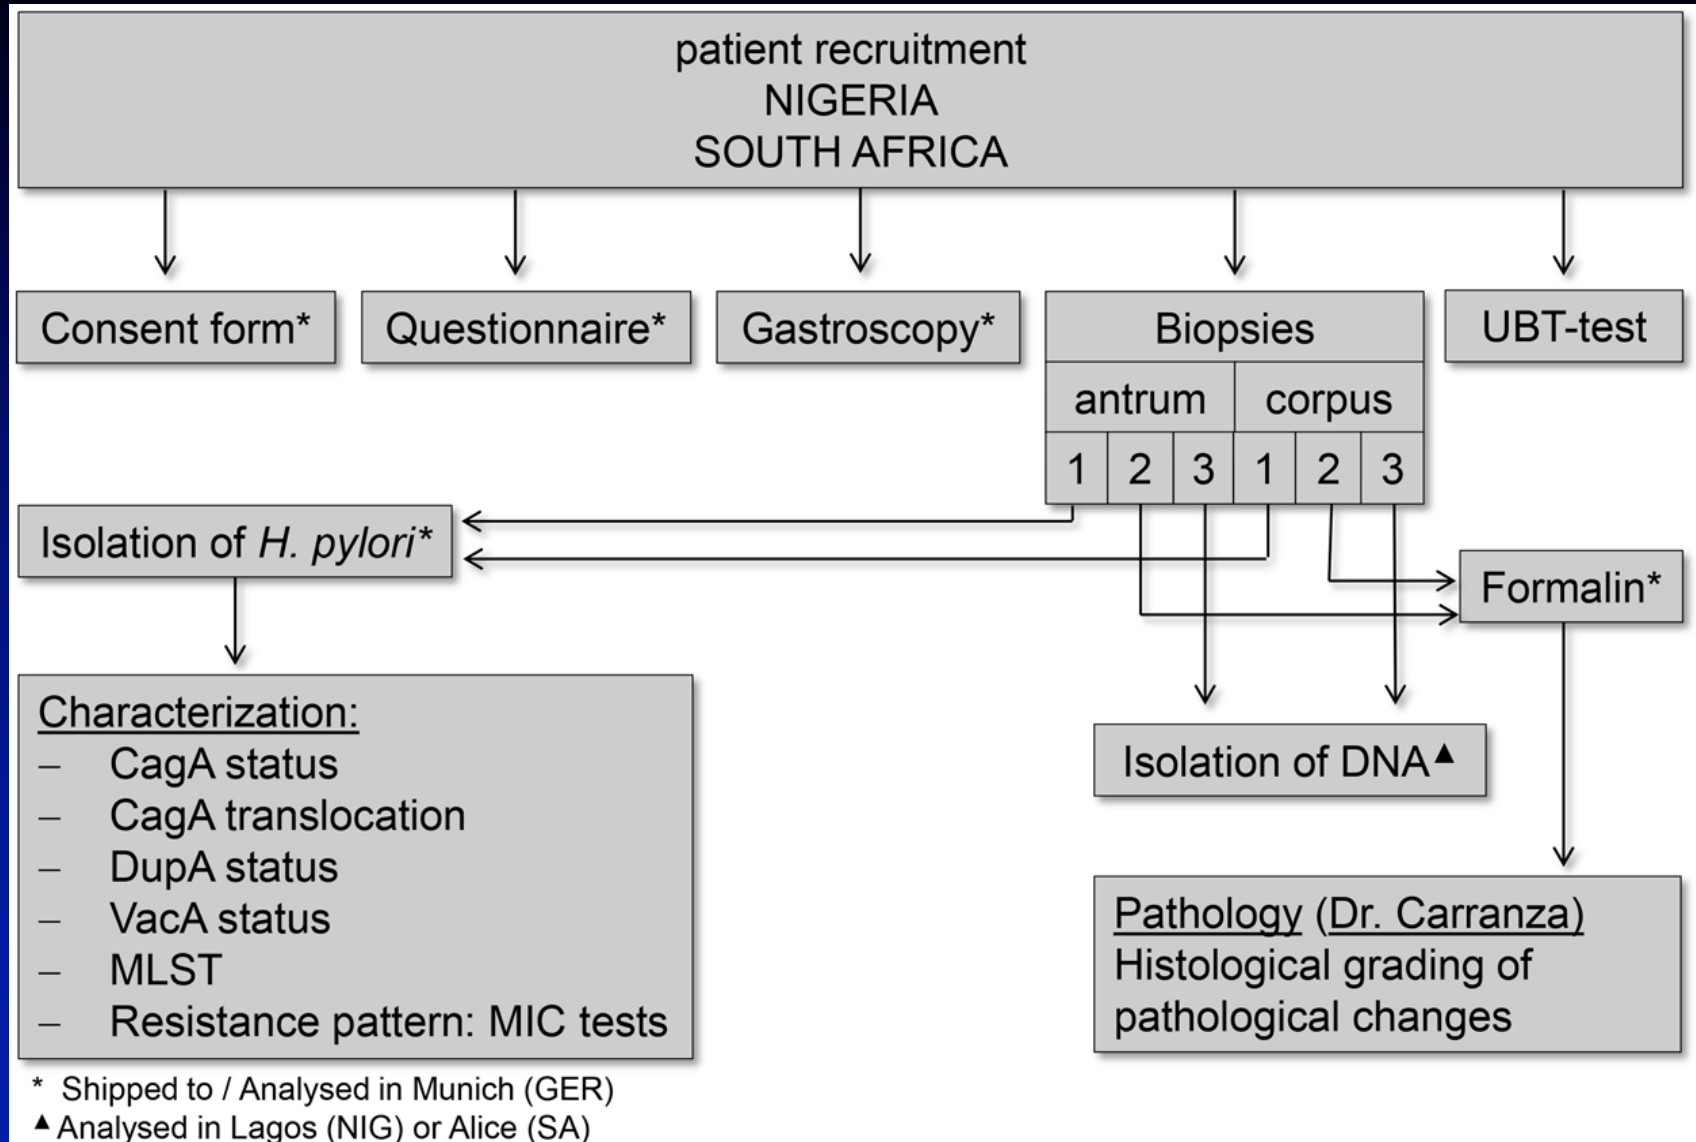 patient recruitment
NIGERIA
SOUTH AFRICA
Consent form*
Questionnaire*
Gastroscopy*
Biopsies
UBT-test
antrum corpus
1 2 3 1 2 3
Isolation of H. pylori*
Formalin*
Characterization:
– CagA status
– CagA translocation
– DupA status
– VacA status
– MLST
– Resistance pattern: MIC tests
Isolation of DNA▲
Pathology (Dr. Carranza)
Histological grading of
pathological changes
* Shipped to / Analysed in Munich (GER)
▲ Analysed in Lagos (NIG) or Alice (SA)